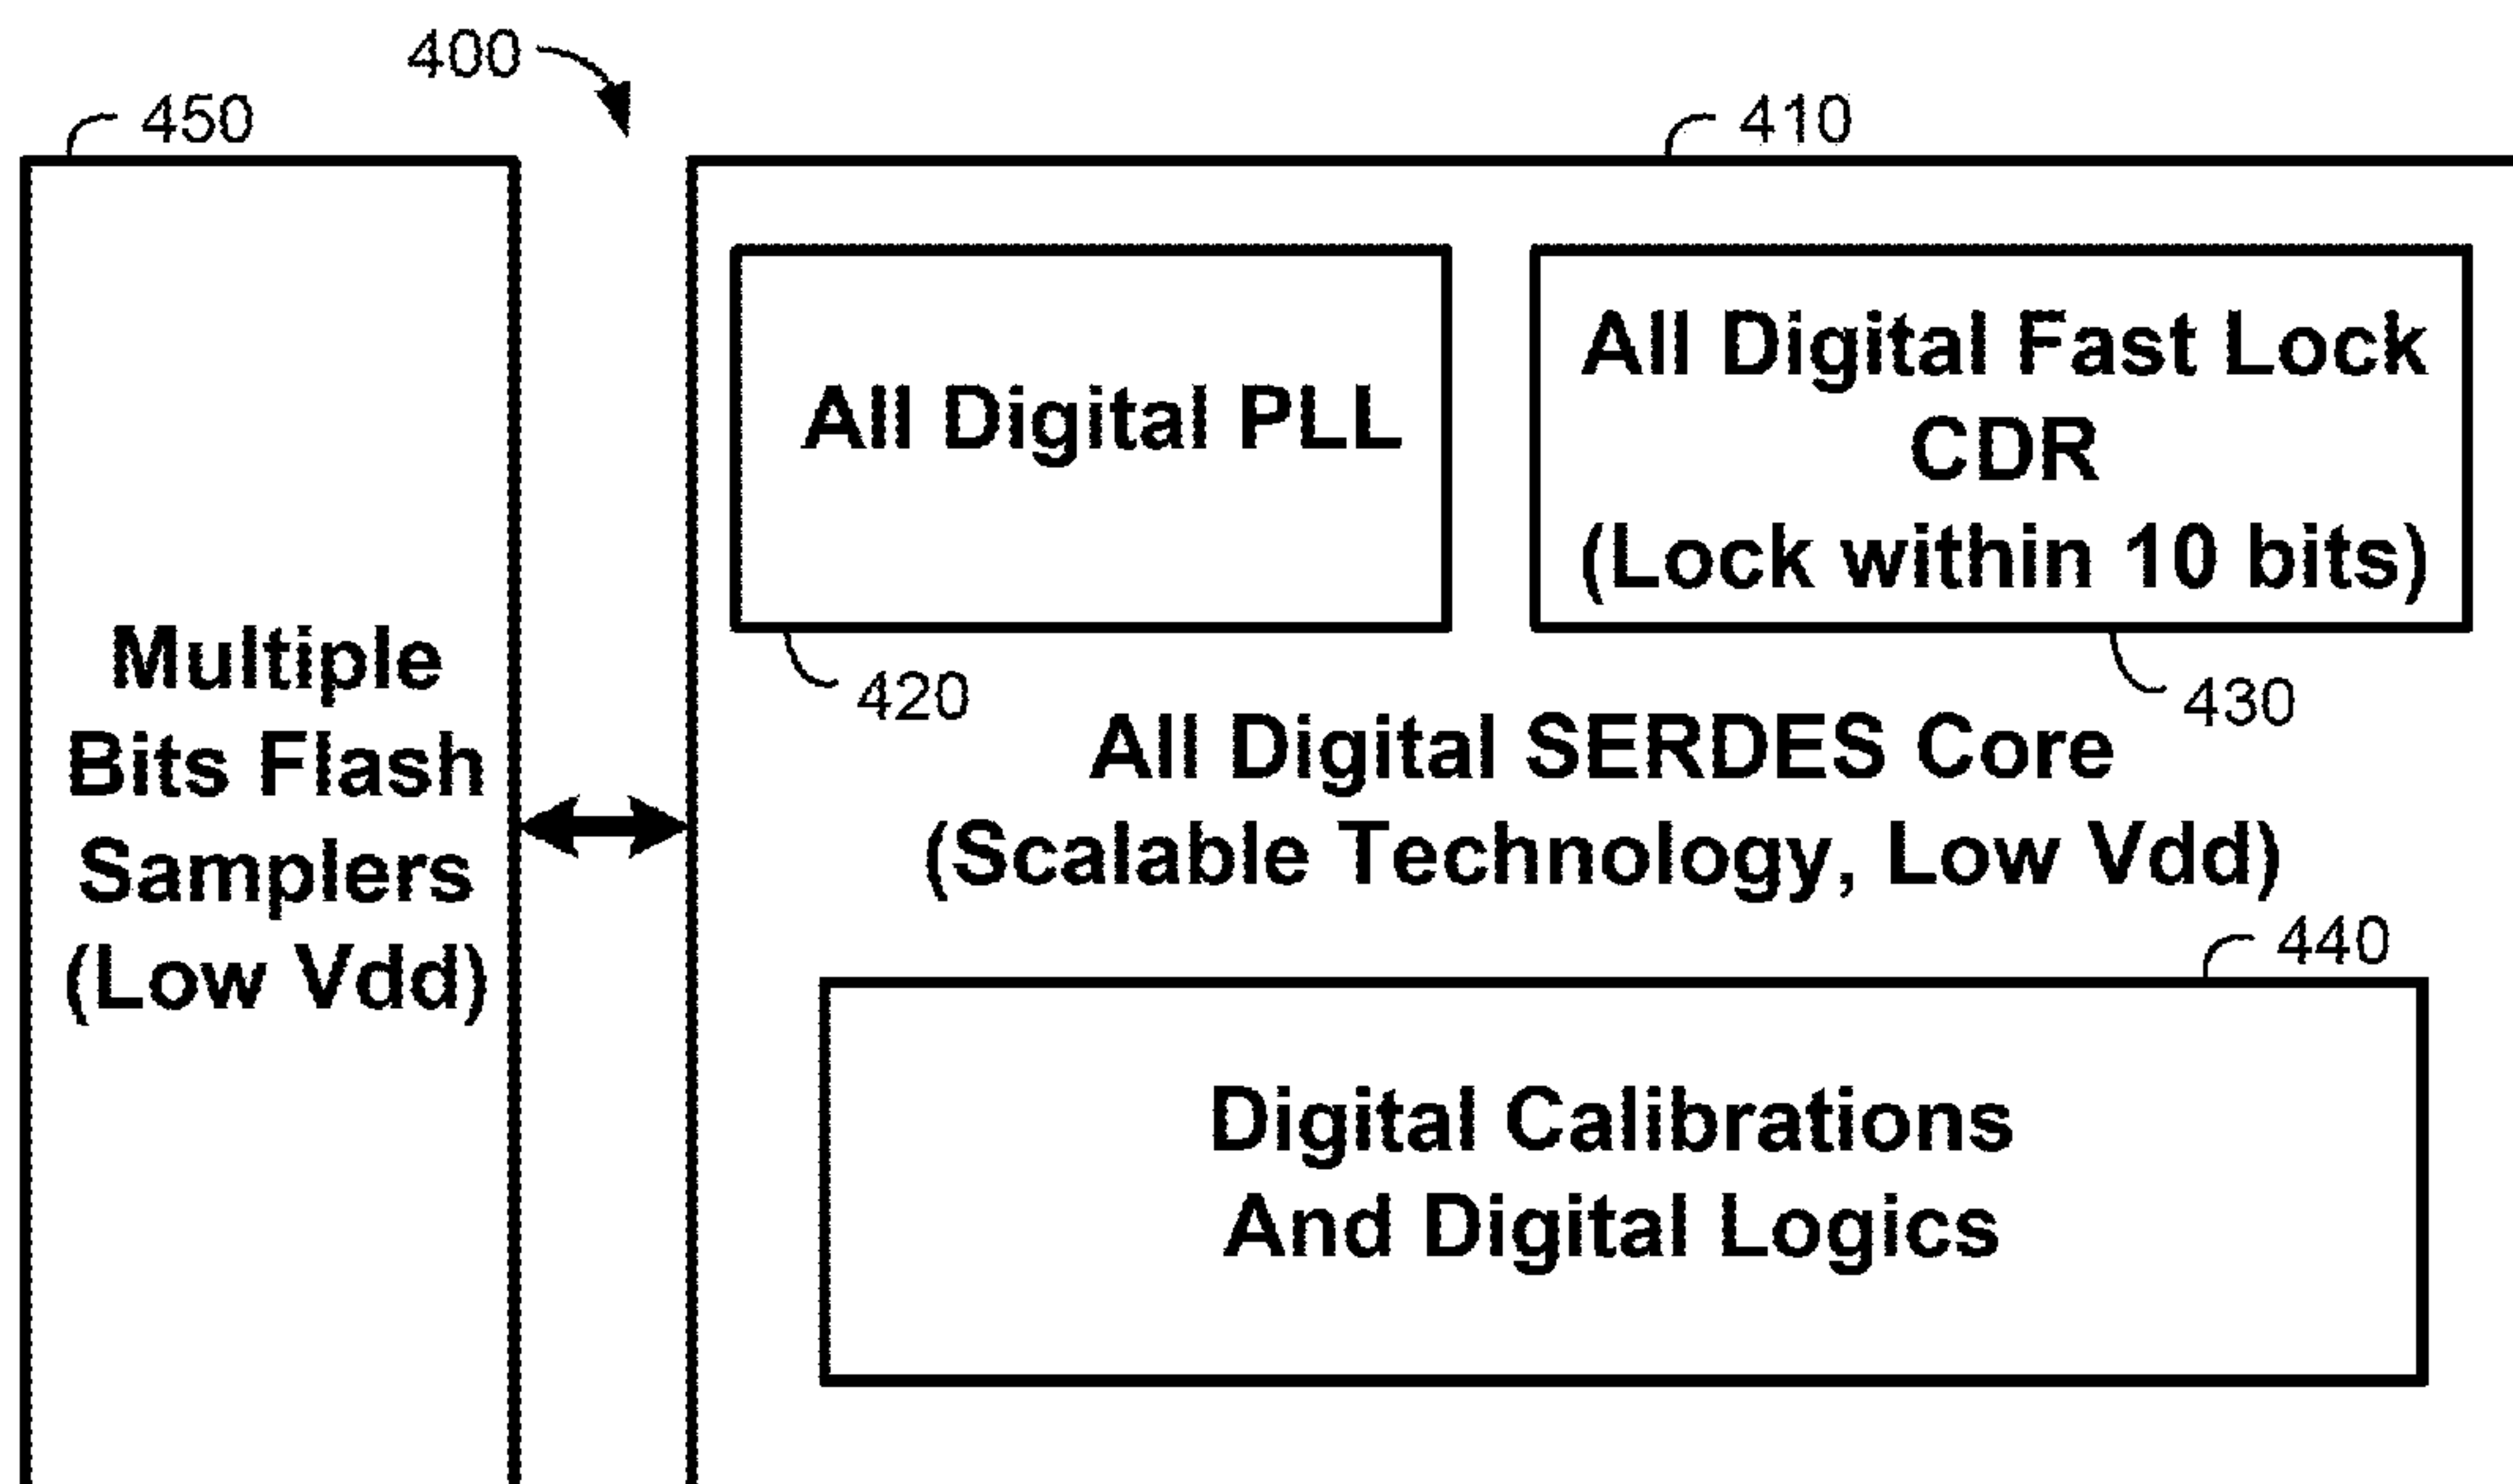 400
450
410
All Digital PLL
All Digital Fast Lock
CDR
(Lock within 10 bits)
420
430
Multiple
Bits Flash
Samplers
(Low Vdd)
All Digital SERDES Core
(Scalable Technology, Low Vdd)
440
Digital Calibrations
And Digital Logics